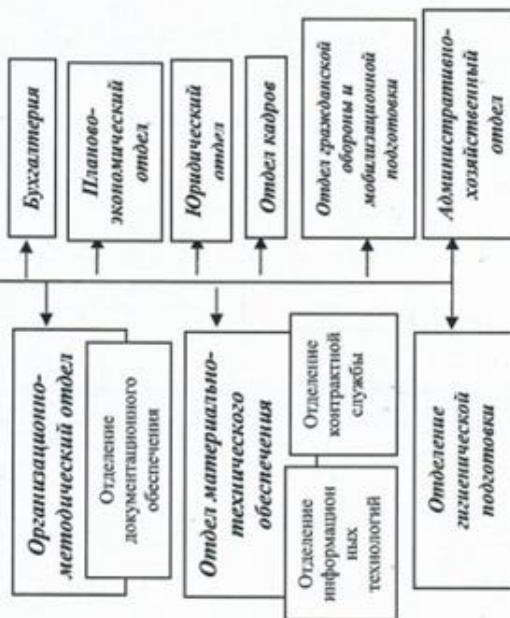 Бухгалтерия
Планово-
экономический
отдел
Юридический
отдел
Отдел кадров
Отдел гражданской
обороны и
мобилизационной
подготовки
Административно-
хозяйственный
отдел
Организационно-
методический отдел
Отделение
документационного
обеспечения
Отдел материально-
технического
обеспечения
Отделение
контрактной
службы
Отделение
информацион
ных
технологий
Отделение
гигиенической
подготовки